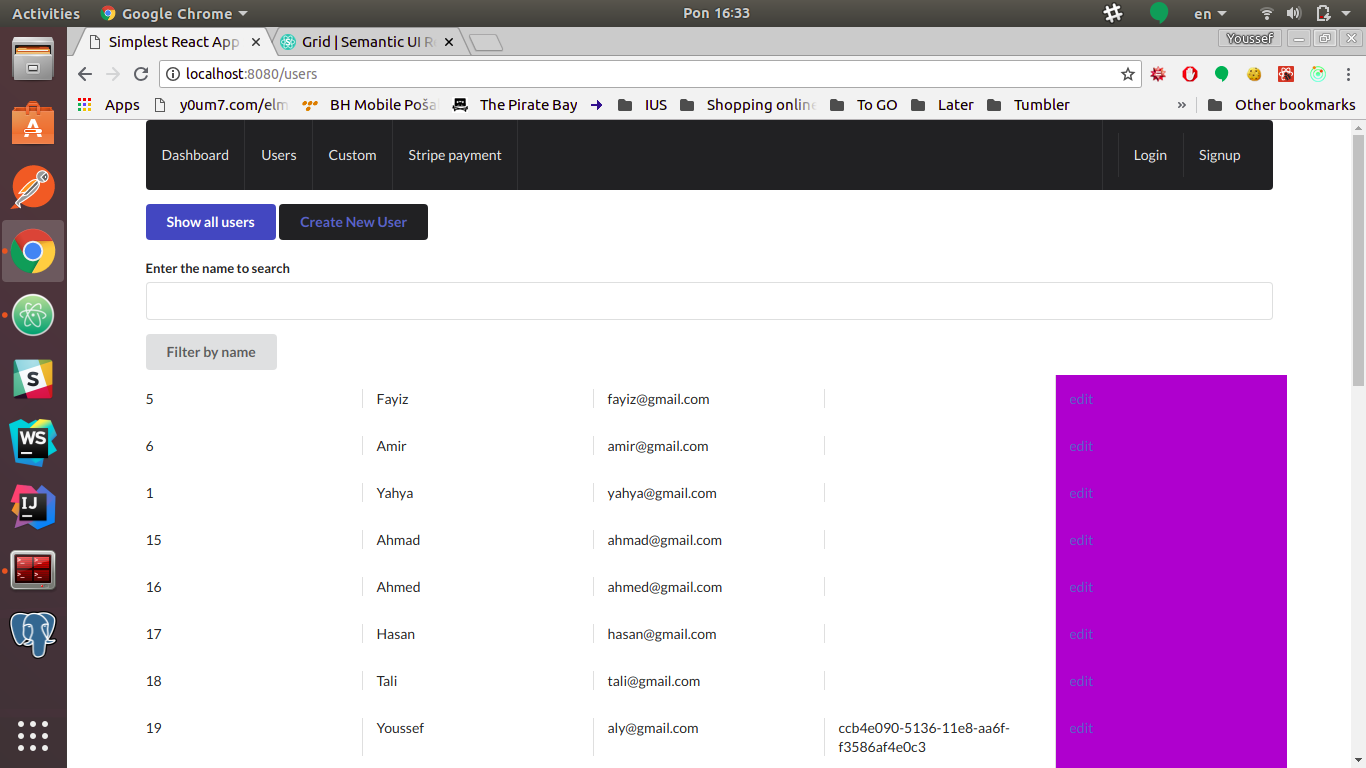 Activities Google Chrome Pon 16:33 en
Simplest React App Grid | Semantic UI Youssef
localhost:8080/users
Apps y0um7.com/elm BH Mobile Poša The Pirate Bay IUS Shopping online To GO Later Tumbler » Other bookmarks
Dashboard Users Custom Stripe payment Login Signup
Show all users Create New User
Enter the name to search
Filter by name
5 Fayiz fayiz@gmail.com edit
6 Amir amir@gmail.com edit
1 Yahya yahya@gmail.com edit
15 Ahmad ahmad@gmail.com edit
16 Ahmed ahmed@gmail.com edit
17 Hasan hasan@gmail.com edit
18 Tali tali@gmail.com edit
19 Youssef aly@gmail.com ccb4e090-5136-11e8-aa6f- edit
f3586af4e0c3
S
WS
IJ